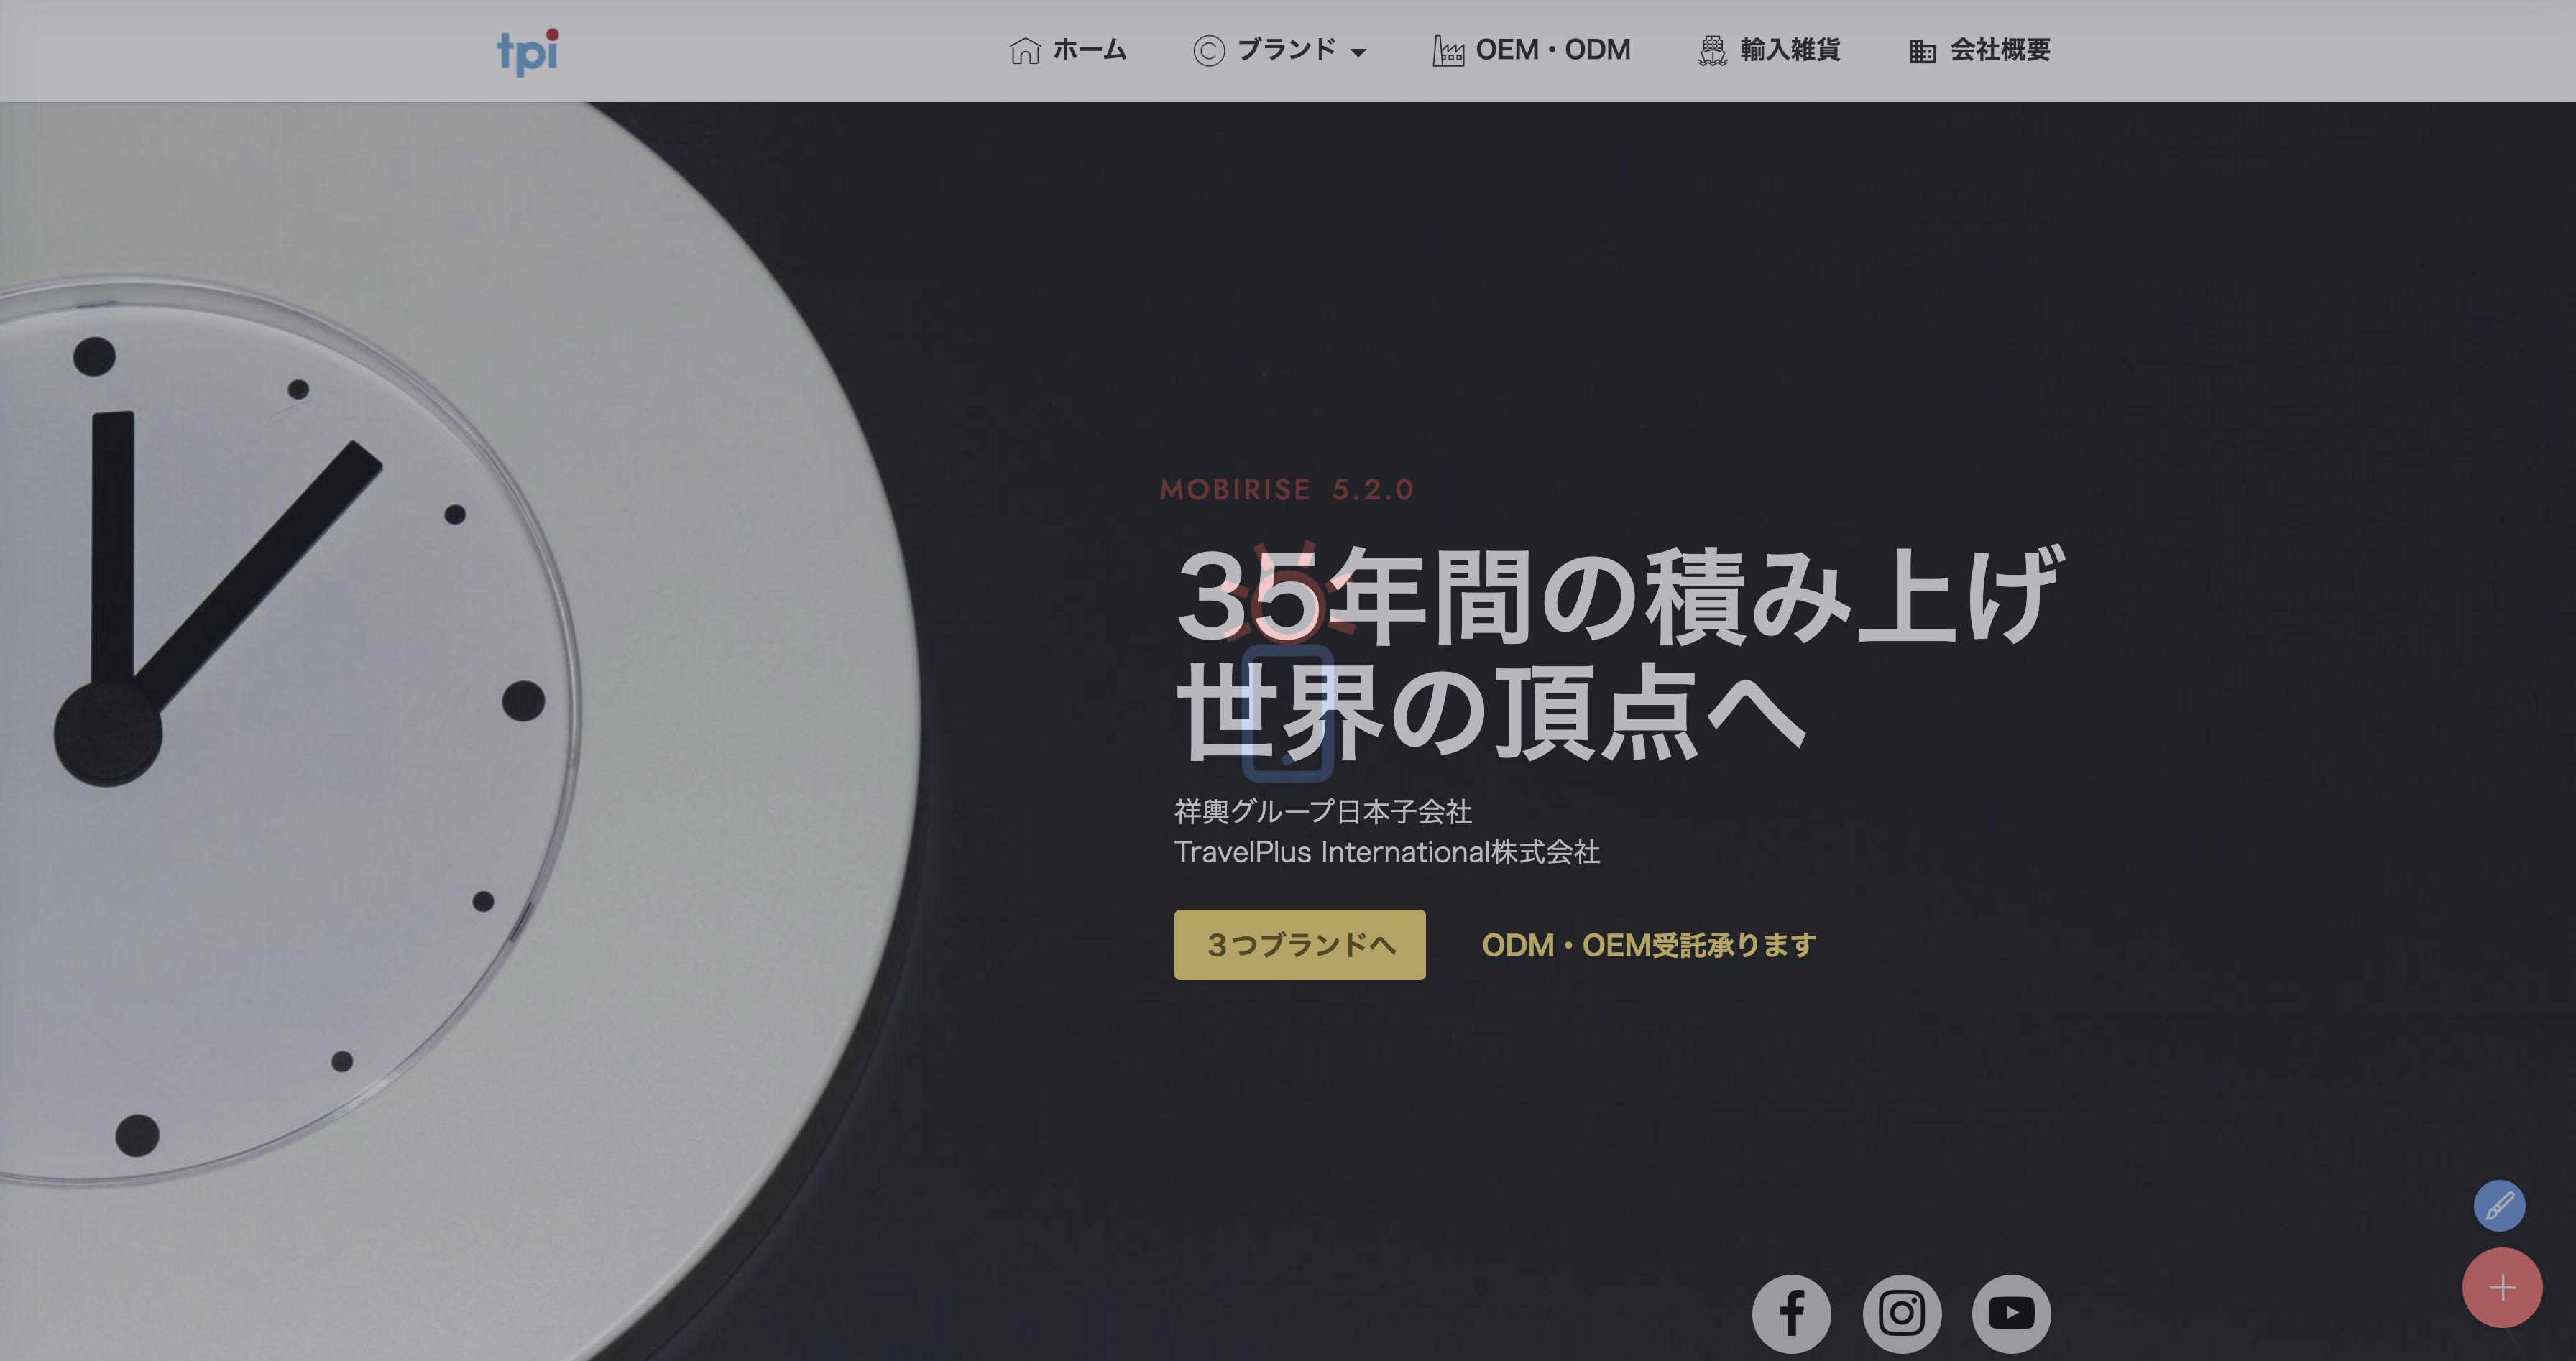 tpi
ホーム
ブランド
OEM・ODM
輸入雑貨
会社概要
MOBIRISE 5.2.0
35年間の積み上げ
世界の頂点へ
祥輿グループ日本子会社
TravelPlus International株式会社
３つブランドへ
ODM・OEM受託承ります